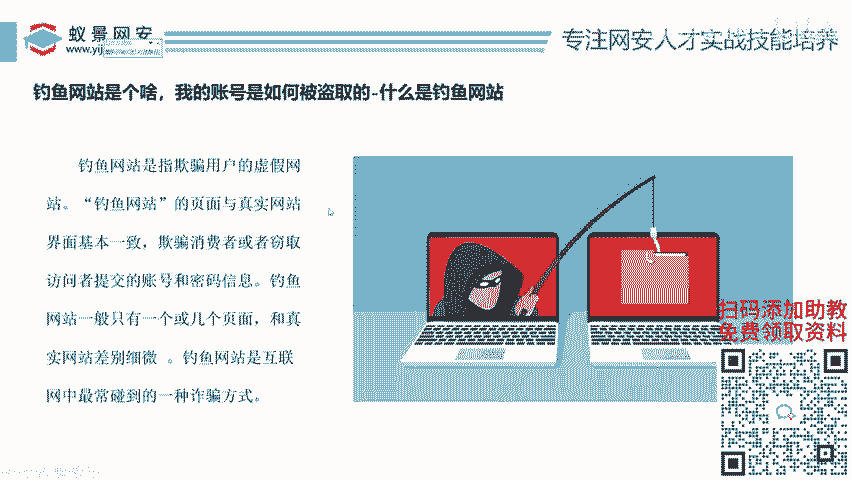 蚁景网安
专注网安人才实战技能培养
www.yij
钓鱼网站是个啥，我的账号是如何被盗取的-什么是钓鱼网站
钓鱼网站是指欺骗用户的虚假网
站。“钓鱼网站”的页面与真实网站
界面基本一致，欺骗消费者或者窃取
访问者提交的账号和密码信息。钓鱼
网站一般只有一个或几个页面，和真
实网站差别细微 。钓鱼网站是互联
网中最常碰到的一种诈骗方式。
扫码添加助教
免费领取资料